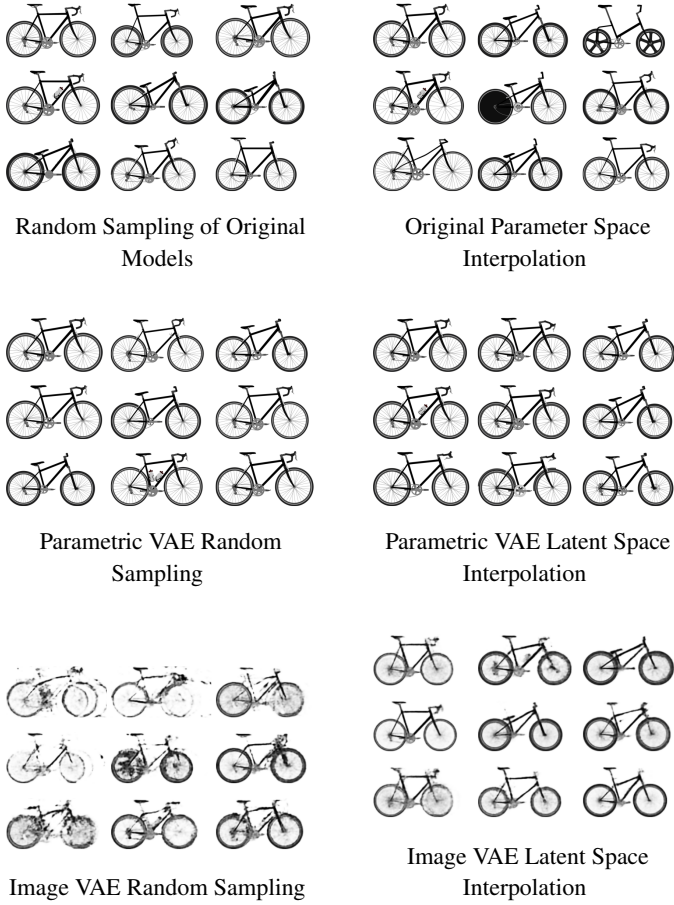 Random Sampling of Original
Models
Original Parameter Space
Interpolation
Parametric VAE Random
Sampling
Parametric VAE Latent Space
Interpolation
Image VAE Random Sampling
Image VAE Latent Space
Interpolation